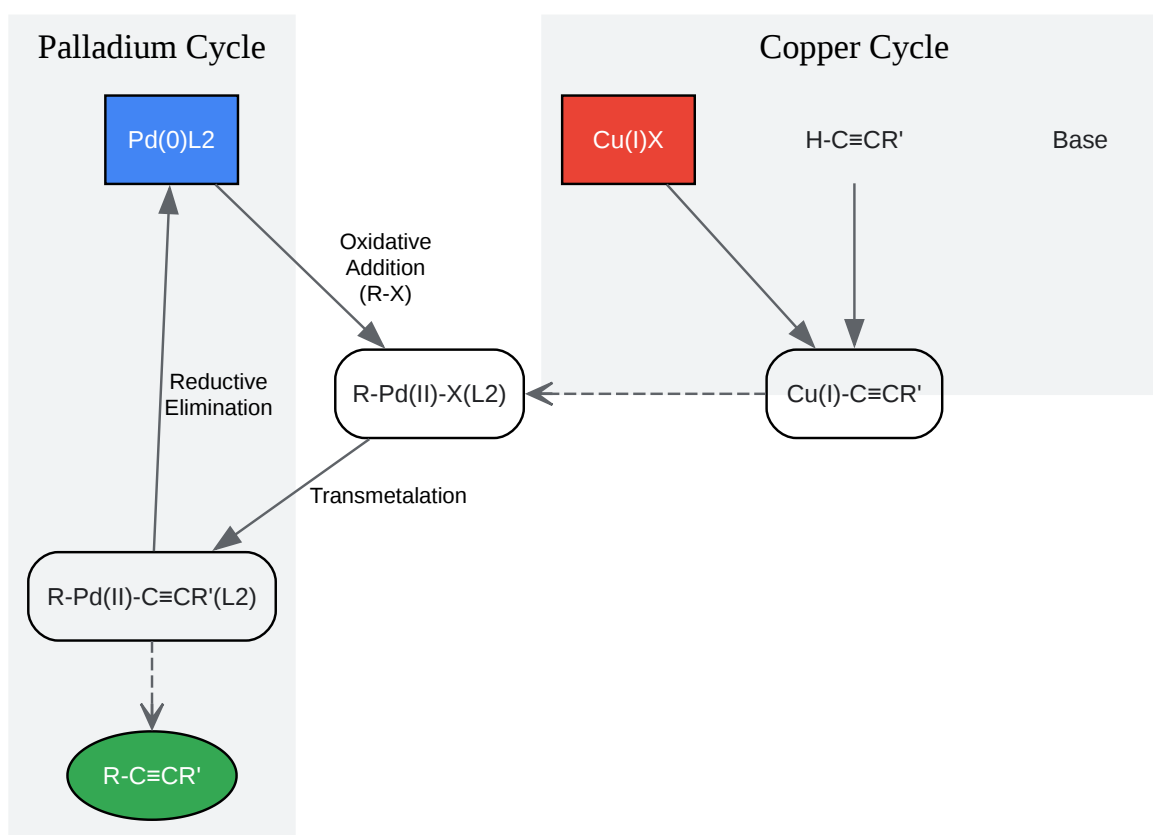 Palladium Cycle
Copper Cycle
Pd(0)L2
Cu(I)X
H-C≡CR'
Base
Oxidative
Addition
(R-X)
Reductive
Elimination
R-Pd(II)-X(L2)
Cu(I)-C≡CR'
Transmetalation
R-Pd(II)-C≡CR'(L2)
R-C≡CR'